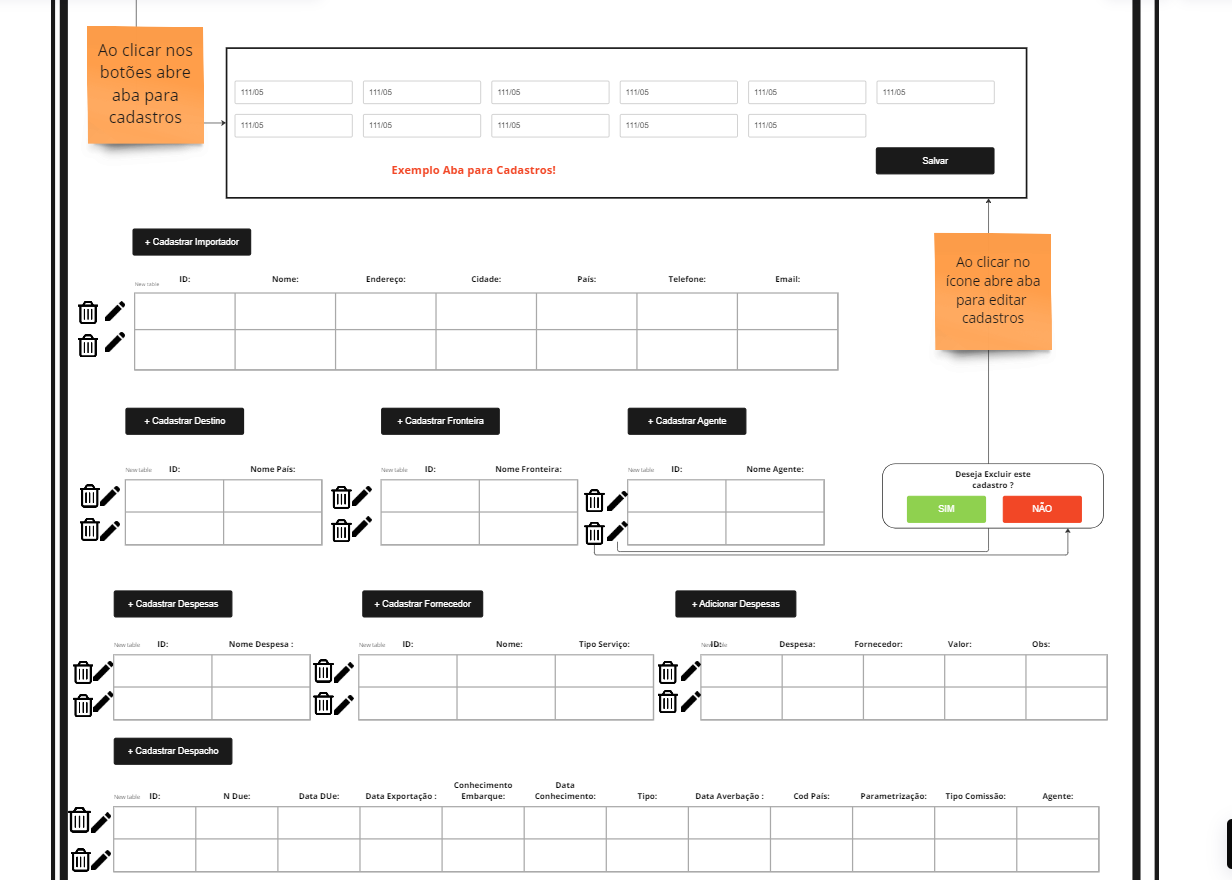 Ao clicar nos
botões abre
aba para
cadastros
111/05 111/05 111/05 111/05 111/05 111/05
111/05 111/05 111/05 111/05 111/05
Exemplo Aba para Cadastros!
Salvar
+ Cadastrar Importador
Ao clicar no
ícone abre aba
para editar
cadastros
New table ID: Nome: Endereço: Cidade: País: Telefone: Email:
+ Cadastrar Destino
+ Cadastrar Fronteira
+ Cadastrar Agente
New table ID: Nome País:
New table ID: Nome Fronteira:
New table ID: Nome Agente:
Deseja Excluir este
cadastro ?
SIM NÃO
+ Cadastrar Despesas
+ Cadastrar Fornecedor
+ Adicionar Despesas
New table ID: Nome Despesa :
New table ID: Nome: Tipo Serviço:
New table ID: Despesa: Fornecedor: Valor: Obs:
+ Cadastrar Despacho
New table ID: N Due: Data DUe: Data Exportação : Conhecimento
Embarque: Data
Conhecimento: Tipo: Data Averbação : Cod País: Parametrização: Tipo Comissão: Agente: